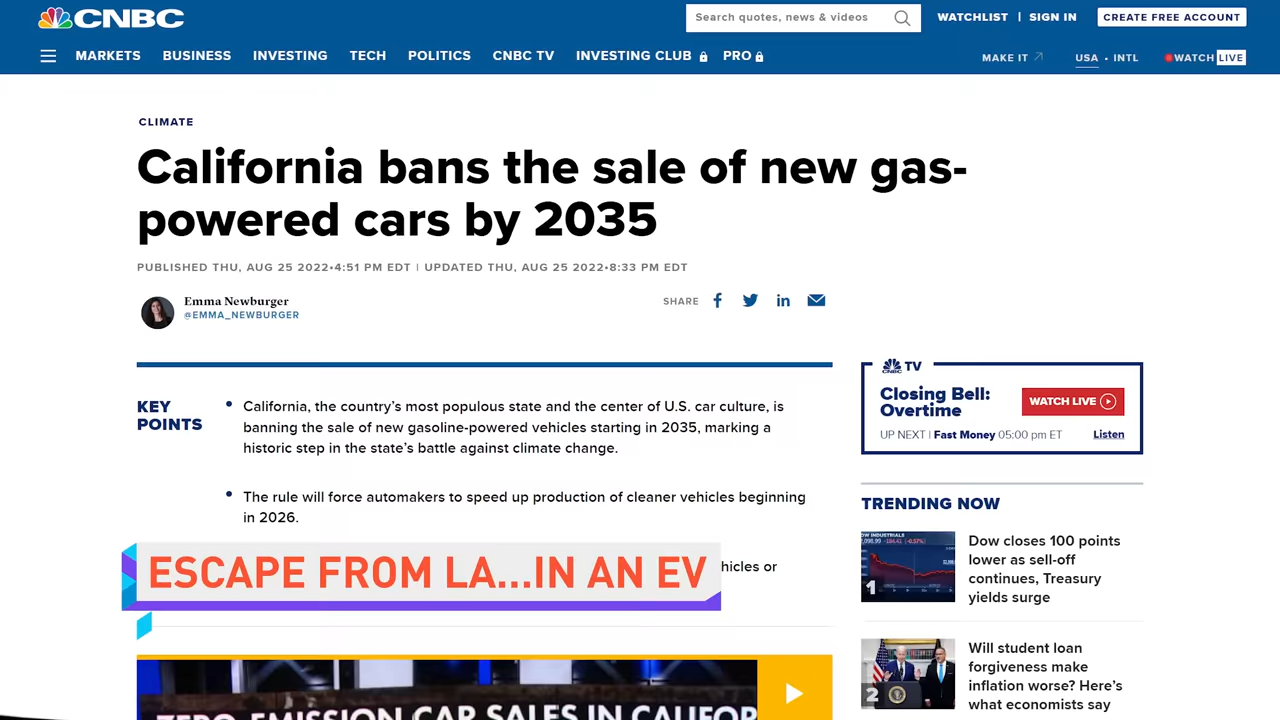 CNBC
Search quotes, news & videos
WATCHLIST | SIGN IN
CREATE FREE ACCOUNT
MARKETS BUSINESS INVESTING TECH POLITICS CNBC TV INVESTING CLUB PRO
MAKE IT USA • INTL WATCH LIVE
CLIMATE
California bans the sale of new gas-
powered cars by 2035
PUBLISHED THU, AUG 25 2022•4:51 PM EDT | UPDATED THU, AUG 25 2022•8:33 PM EDT
Emma Newburger
@EMMA_NEWBURGER
SHARE
KEY
POINTS
California, the country's most populous state and the center of U.S. car culture, is
banning the sale of new gasoline-powered vehicles starting in 2035, marking a
historic step in the state's battle against climate change.
The rule will force automakers to speed up production of cleaner vehicles beginning
in 2026.
or
ESCAPE FROM LA...IN AN EV
ZERO-EMISSION CAR SALES IN
CNBC TV
Closing Bell:
Overtime
WATCH LIVE
UP NEXT | Fast Money 05:00 pm ET
Listen
TRENDING NOW
1
Dow closes 100 points
lower as sell-off
continues, Treasury
yields surge
2
Will student loan
forgiveness make
inflation worse? Here's
what economists say